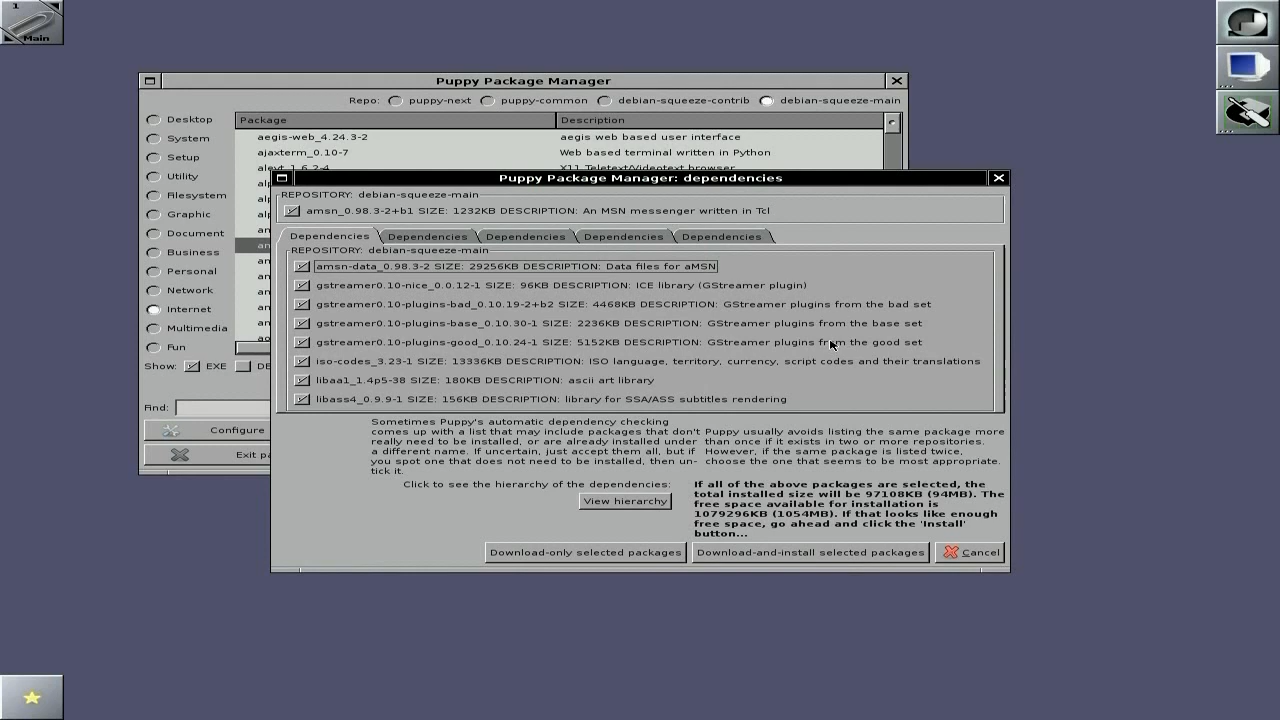 1
Main
Puppy Package Manager
Repo: puppy-next puppy-common debian-squeeze-contrib debian-squeeze-main
Desktop
System
Setup
Utility
Filesystem
Graphic
Document
Business
Personal
Network
Internet
Multimedia
Fun
Package Description
aegis-web_4.24.3-2 aegis web based user interface
ajaxterm_0.10-7 Web based terminal written in Python
alevt_1.6.2-4 X11 Teletext/Videotext browser
Show: EXE DE
Find:
Configure
Exit pa
Puppy Package Manager: dependencies
REPOSITORY: debian-squeeze-main
amsn_0.98.3-2+b1 SIZE: 1232KB DESCRIPTION: An MSN messenger written in Tcl
Dependencies Dependencies Dependencies Dependencies Dependencies
REPOSITORY: debian-squeeze-main
amsn-data_0.98.3-2 SIZE: 29256KB DESCRIPTION: Data files for aMSN
gstreamer0.10-nice_0.0.12-1 SIZE: 96KB DESCRIPTION: ICE library (GStreamer plugin)
gstreamer0.10-plugins-bad_0.10.19-2+b2 SIZE: 4468KB DESCRIPTION: GStreamer plugins from the bad set
gstreamer0.10-plugins-base_0.10.30-1 SIZE: 2236KB DESCRIPTION: GStreamer plugins from the base set
gstreamer0.10-plugins-good_0.10.24-1 SIZE: 5152KB DESCRIPTION: GStreamer plugins from the good set
iso-codes_3.23-1 SIZE: 13336KB DESCRIPTION: ISO language, territory, currency, script codes and their translations
libaa1_1.4p5-38 SIZE: 180KB DESCRIPTION: ascii art library
libass4_0.9.9-1 SIZE: 156KB DESCRIPTION: library for SSA/ASS subtitles rendering
Sometimes Puppy's automatic dependency checking
comes up with a list that may include packages that don't
really need to be installed, or are already installed under
a different name. If uncertain, just accept them all, but if
you spot one that does not need to be installed, then un-
tick it.
Puppy usually avoids listing the same package more
than once if it exists in two or more repositories.
However, if the same package is listed twice,
choose the one that seems to be most appropriate.
Click to see the hierarchy of the dependencies:
View hierarchy
If all of the above packages are selected, the
total installed size will be 97108KB (94MB). The
free space available for installation is
1079296KB (1054MB). If that looks like enough
free space, go ahead and click the 'Install'
button...
Download-only selected packages Download-and-install selected packages Cancel